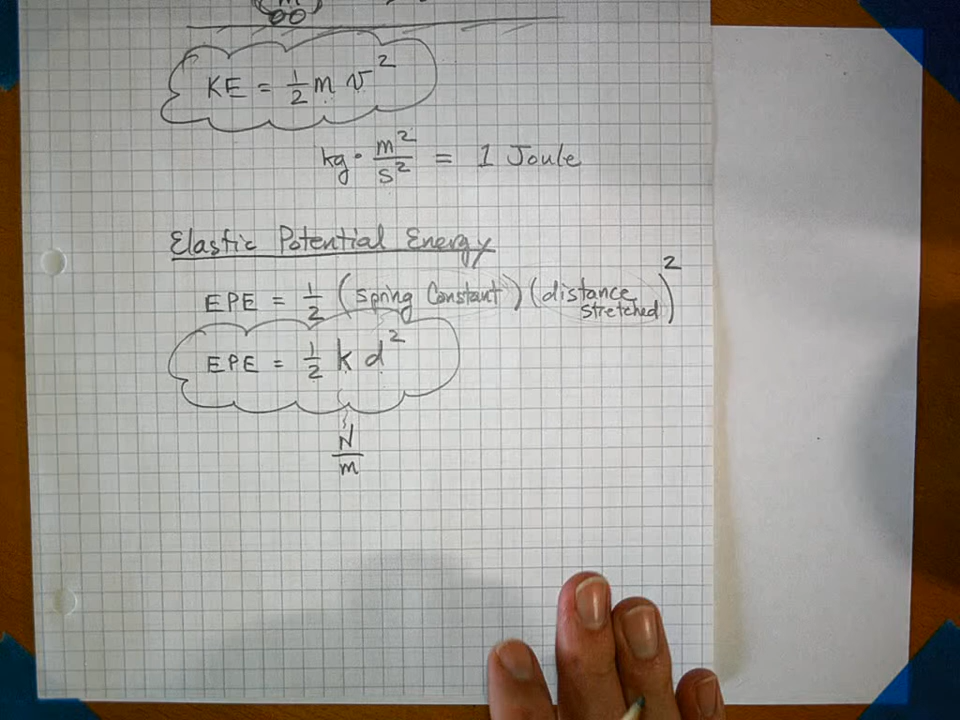 KE = 1/2 m v²
kg · m²/s² = 1 Joule
Elastic Potential Energy
EPE = 1/2 (spring Constant) (distance stretched)²
EPE = 1/2 k d²
N/m